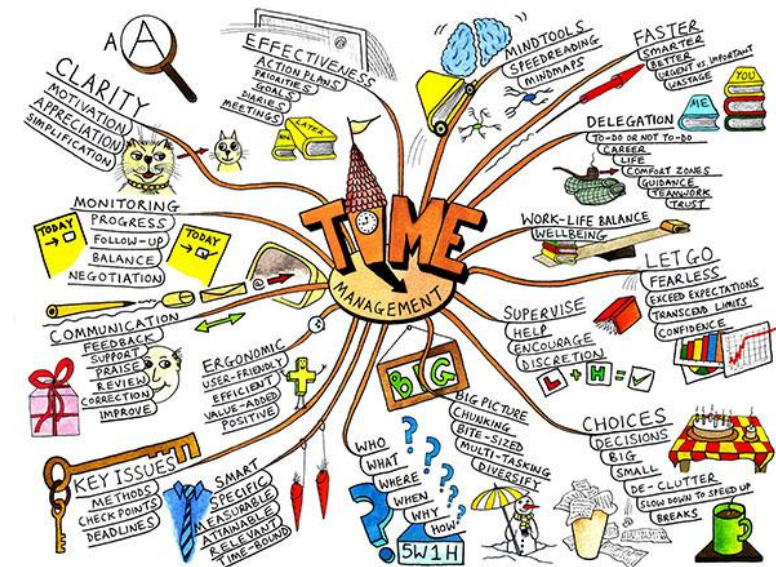 TIME
MANAGEMENT
A A
CLARITY
MOTIVATION
APPRECIATION
SIMPLIFICATION
EFFECTIVENESS
ACTION PLANS
PRIORITIES
GOALS
DIARIES
MEETINGS
LATER
MINDTOOLS
SPEEDREADING
MINDMAPS
FASTER
SMARTER
BETTER
URGENT VS. IMPORTANT
WASTAGE
ME
YOU
DELEGATION
TO-DO OR NOT TO-DO
CAREER
LIFE
COMFORT ZONES
GUIDANCE
TEAMWORK
TRUST
WORK-LIFE BALANCE
WELLBEING
LET GO
FEARLESS
EXCEED EXPECTATIONS
TRANSCEND LIMITS
CONFIDENCE
SUPERVISE
HELP
ENCOURAGE
DISCRETION
L + H = ✓
CHOICES
DECISIONS
BIG
SMALL
DE-CLUTTER
SLOW DOWN TO SPEED UP
BREAKS
BIG
BIG PICTURE
CHUNKING
BITE-SIZED
MULTI-TASKING
DIVERSIFY
WHO
WHAT
WHERE
WHEN
WHY
HOW
5W1H
SMART
SPECIFIC
MEASURABLE
ATTAINABLE
RELEVANT
TIME-BOUND
KEY ISSUES
METHODS
CHECK POINTS
DEADLINES
ERGONOMIC
USER-FRIENDLY
EFFICIENT
VALUE-ADDED
POSITIVE
COMMUNICATION
FEEDBACK
SUPPORT
PRAISE
REVIEW
CORRECTION
IMPROVE
@
MONITORING
PROGRESS
FOLLOW-UP
BALANCE
NEGOTIATION
TODAY
TODAY